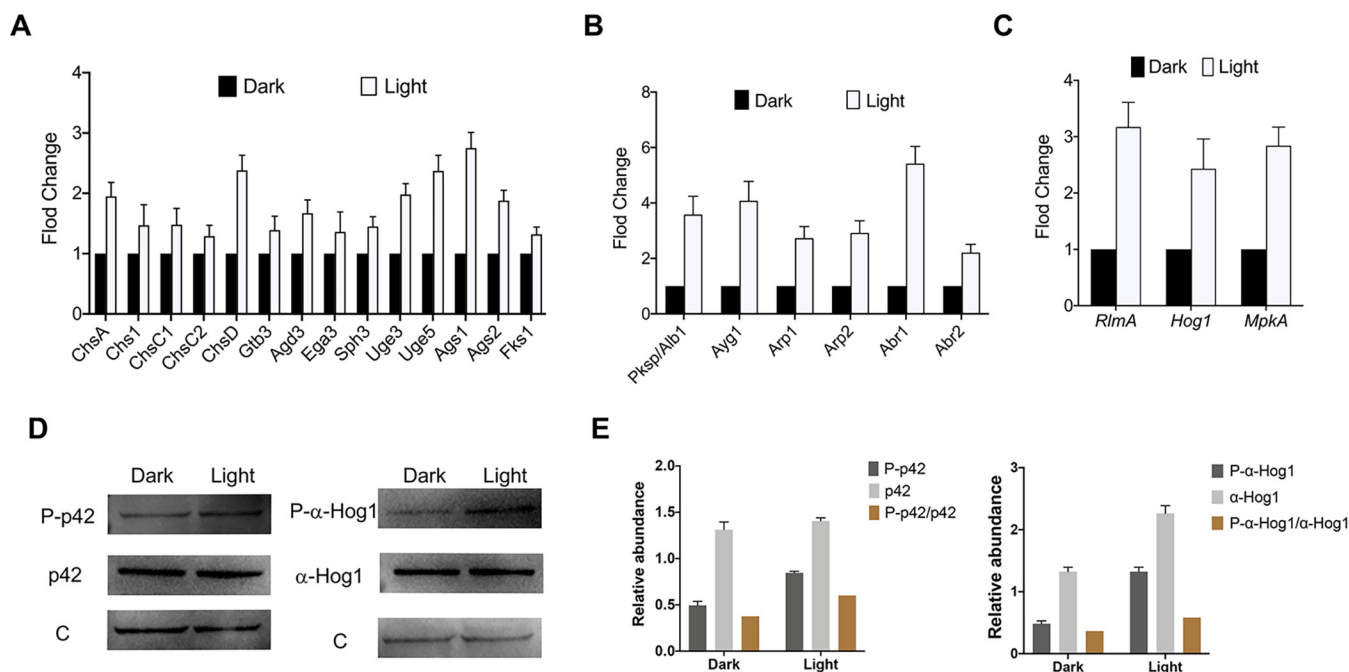 A
Dark
Light
Flod Change
4
3
2
1
0
ChsA
Chs1
ChsC1
ChsC2
ChsD
Gtb3
Agd3
Ega3
Sph3
Uge3
Uge5
Ags1
Ags2
Fks1
B
Dark
Light
Flod Change
8
6
4
2
0
Pksp/Alb1
Ayg1
Arp1
Arp2
Abr1
Abr2
C
Dark
Light
Flod Change
4
3
2
1
0
RlmA
Hog1
MpkA
D
Dark Light
P-p42
p42
C
Dark Light
P-α-Hog1
α-Hog1
C
E
Relative abundance
2.0
1.5
1.0
0.5
0.0
Dark
Light
P-p42
p42
P-p42/p42
Relative abundance
3
2
1
0
Dark
Light
P-α-Hog1
α-Hog1
P-α-Hog1/α-Hog1